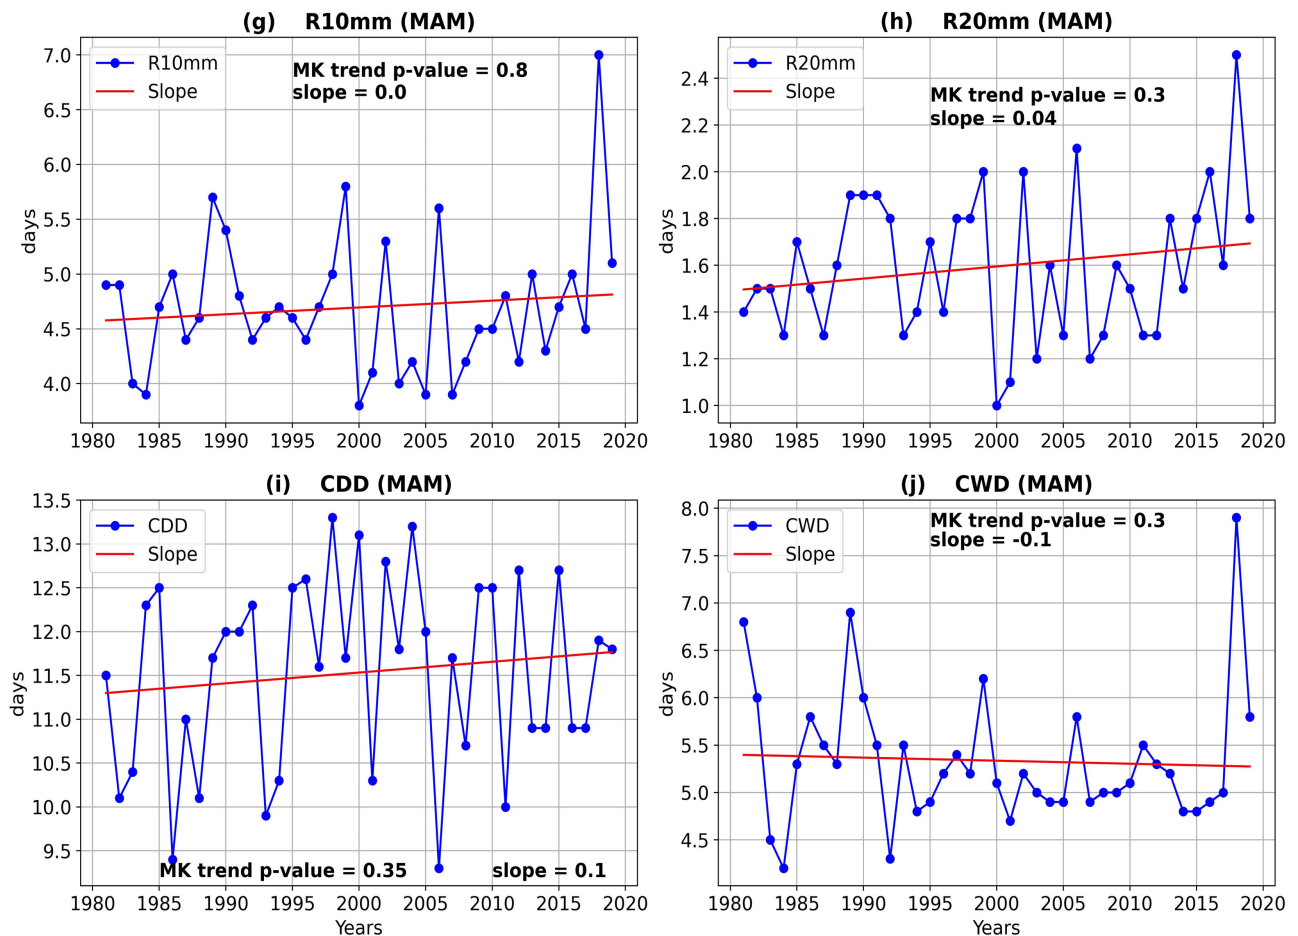 (g) R10mm (MAM)
7.0
6.5
6.0
5.5
5.0
4.5
4.0
days
R10mm
Slope
MK trend p-value = 0.8
slope = 0.0
1980 1985 1990 1995 2000 2005 2010 2015 2020
(h) R20mm (MAM)
2.4
2.2
2.0
1.8
1.6
1.4
1.2
1.0
days
R20mm
Slope
MK trend p-value = 0.3
slope = 0.04
1980 1985 1990 1995 2000 2005 2010 2015 2020
(i) CDD (MAM)
13.5
13.0
12.5
12.0
11.5
11.0
10.5
10.0
9.5
days
CDD
Slope
MK trend p-value = 0.35 slope = 0.1
1980 1985 1990 1995 2000 2005 2010 2015 2020
Years
(j) CWD (MAM)
8.0
7.5
7.0
6.5
6.0
5.5
5.0
4.5
days
CWD
Slope
MK trend p-value = 0.3
slope = -0.1
1980 1985 1990 1995 2000 2005 2010 2015 2020
Years